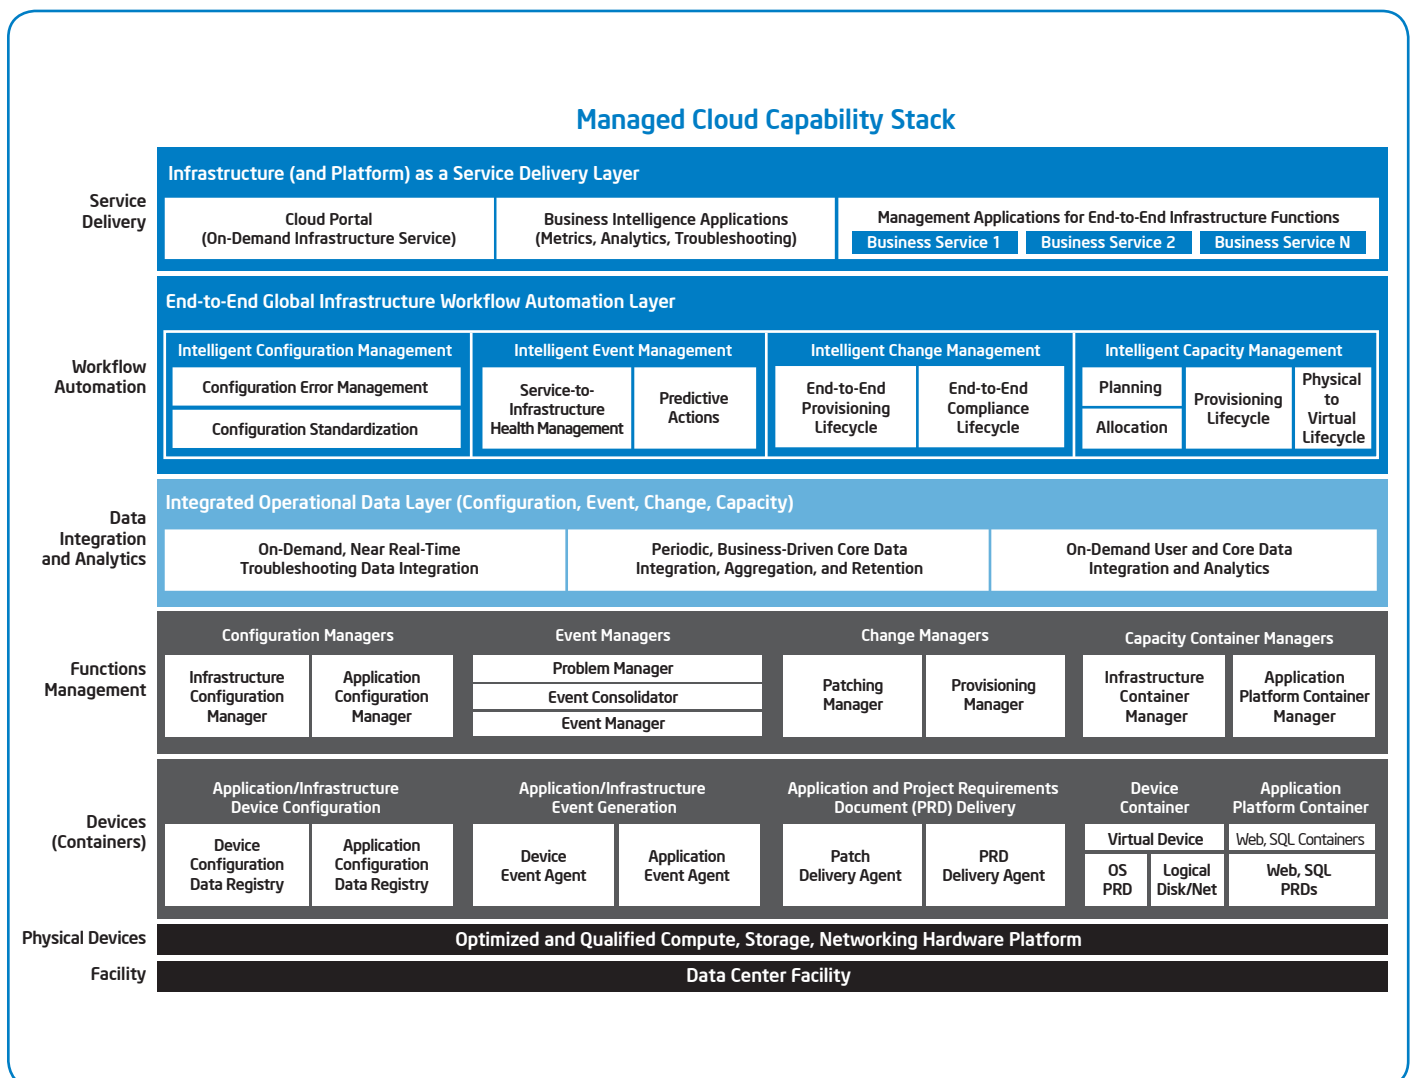 Managed Cloud Capability Stack
Service
Delivery
Infrastructure (and Platform) as a Service Delivery Layer
Cloud Portal
(On-Demand Infrastructure Service)
Business Intelligence Applications
(Metrics, Analytics, Troubleshooting)
Management Applications for End-to-End Infrastructure Functions
Business Service 1
Business Service 2
Business Service N
Workflow
Automation
End-to-End Global Infrastructure Workflow Automation Layer
Intelligent Configuration Management
Configuration Error Management
Configuration Standardization
Intelligent Event Management
Service-to-
Infrastructure
Health Management
Predictive
Actions
Intelligent Change Management
End-to-End
Provisioning
Lifecycle
End-to-End
Compliance
Lifecycle
Intelligent Capacity Management
Planning
Allocation
Provisioning
Lifecycle
Physical
to
Virtual
Lifecycle
Data
Integration
and Analytics
Integrated Operational Data Layer (Configuration, Event, Change, Capacity)
On-Demand, Near Real-Time
Troubleshooting Data Integration
Periodic, Business-Driven Core Data
Integration, Aggregation, and Retention
On-Demand User and Core Data
Integration and Analytics
Functions
Management
Configuration Managers
Infrastructure
Configuration
Manager
Application
Configuration
Manager
Event Managers
Problem Manager
Event Consolidator
Event Manager
Change Managers
Patching
Manager
Provisioning
Manager
Capacity Container Managers
Infrastructure
Container
Manager
Application
Platform Container
Manager
Devices
(Containers)
Application/Infrastructure
Device Configuration
Device
Configuration
Data Registry
Application
Configuration
Data Registry
Application/Infrastructure
Event Generation
Device
Event Agent
Application
Event Agent
Application and Project Requirements
Document (PRD) Delivery
Patch
Delivery Agent
PRD
Delivery Agent
Device
Container
Virtual Device
OS
PRD
Logical
Disk/Net
Application
Platform Container
Web, SQL Containers
Web, SQL
PRDs
Physical Devices
Optimized and Qualified Compute, Storage, Networking Hardware Platform
Facility
Data Center Facility